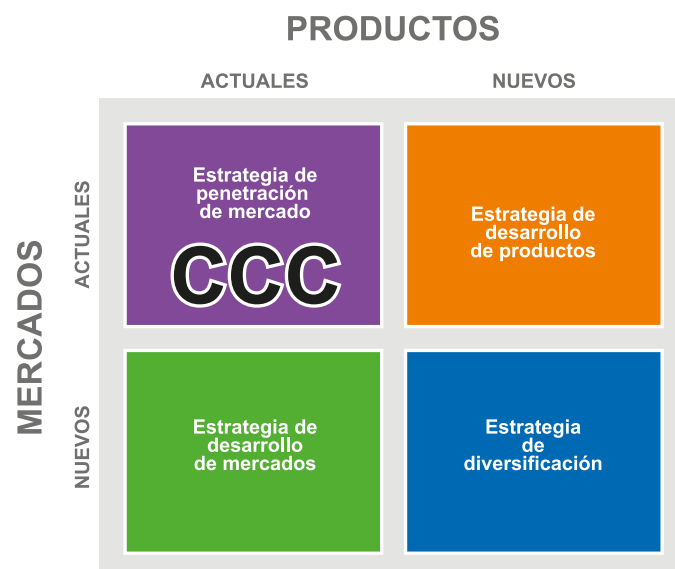 PRODUCTOS
ACTUALES
NUEVOS
MERCADOS
ACTUALES
NUEVOS
Estrategia de
penetración
de mercado
CCC
Estrategia de
desarrollo
de productos
Estrategia de
desarrollo
de mercados
Estrategia
de
diversificación